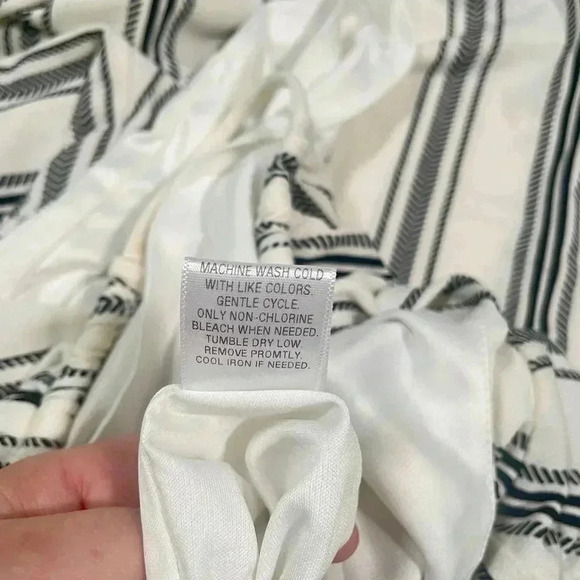 MACHINE WASH COLD
WITH LIKE COLORS.
GENTLE CYCLE.
ONLY NON-CHLORINE
BLEACH WHEN NEEDED.
TUMBLE DRY LOW.
REMOVE PROMTLY.
COOL IRON IF NEEDED.